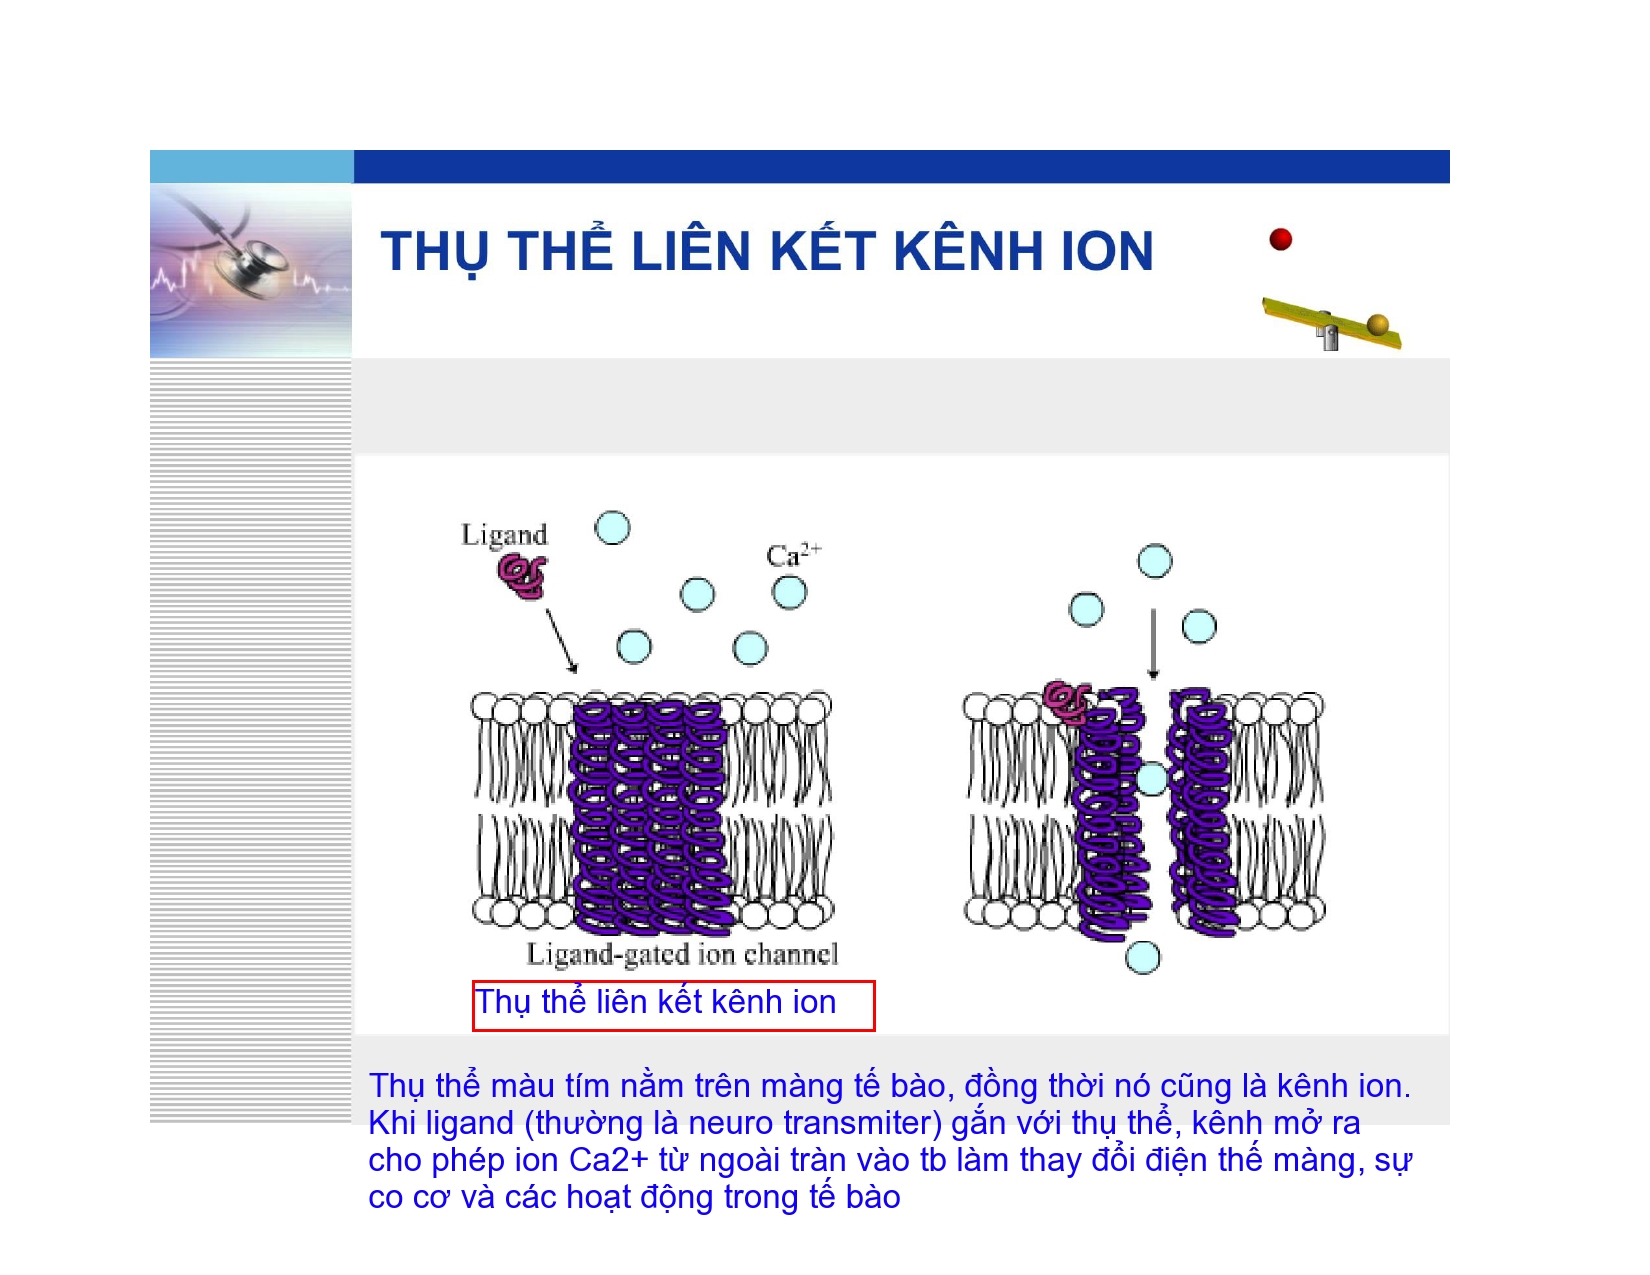 THỤ THỂ LIÊN KẾT KÊNH ION
Ligand
Ca²⁺
Ligand-gated ion channel
Thụ thể liên kết kênh ion
Thụ thể màu tím nằm trên màng tế bào, đồng thời nó cũng là kênh ion.
Khi ligand (thường là neuro transmiter) gắn với thụ thể, kênh mở ra
cho phép ion Ca2+ từ ngoài tràn vào tb làm thay đổi điện thế màng, sự
co cơ và các hoạt động trong tế bào